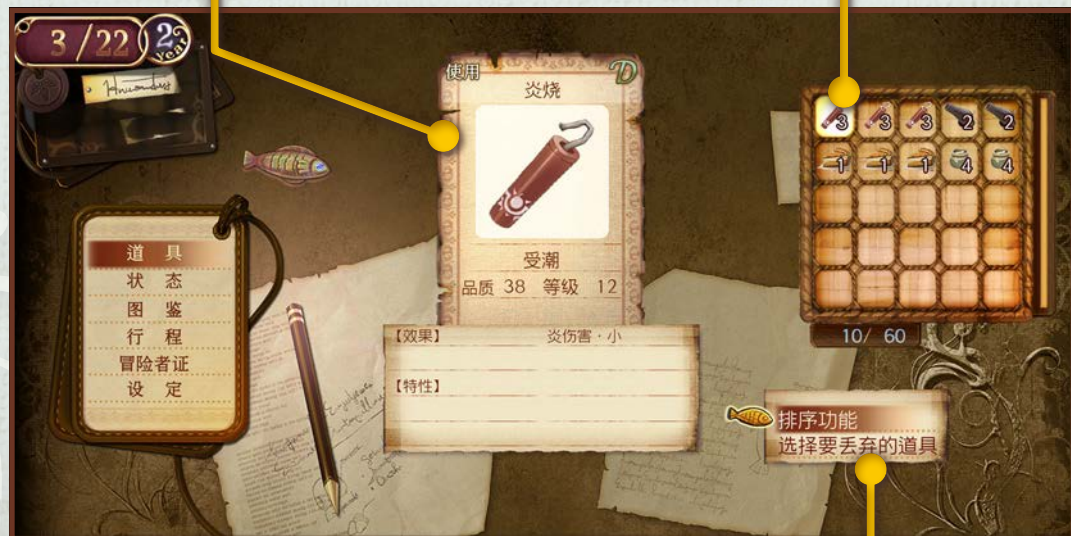 3/22
2
Year
使用
D
炎烧
受潮
品质 38 等级 12
【效果】 炎伤害·小
【特性】
道具
状态
图鉴
行程
冒险者证
设定
3 3 3 2 2
1 1 1 4 4
10/ 60
排序功能
选择要丢弃的道具